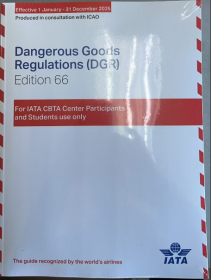 Effective 1 January - 31 December 2025
Produced in consultation with ICAO
Dangerous Goods
Regulations (DGR)
Edition 66
For IATA CBTA Center Participants
and Students use only
The guide recognized by the world's airlines
IATA